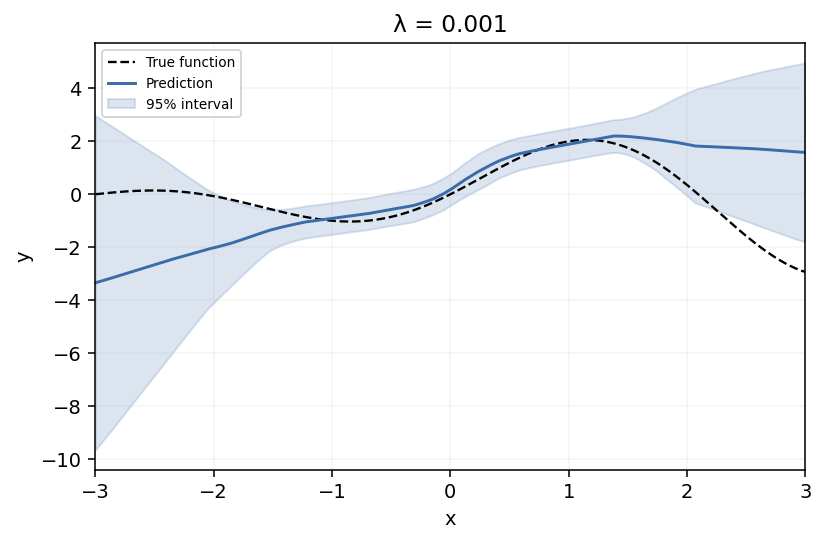 λ = 0.001
True function
Prediction
95% interval
y
4
2
0
−2
−4
−6
−8
−10
−3
−2
−1
0
1
2
3
x